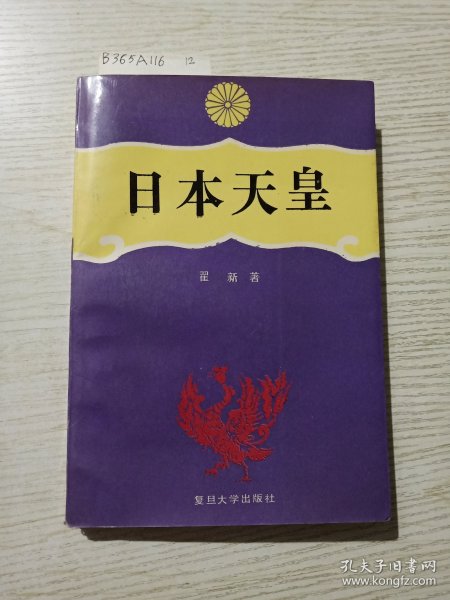 B365A116 12
日本天皇
翟 新 著
复旦大学出版社
孔夫子旧书网
www.kongfz.com